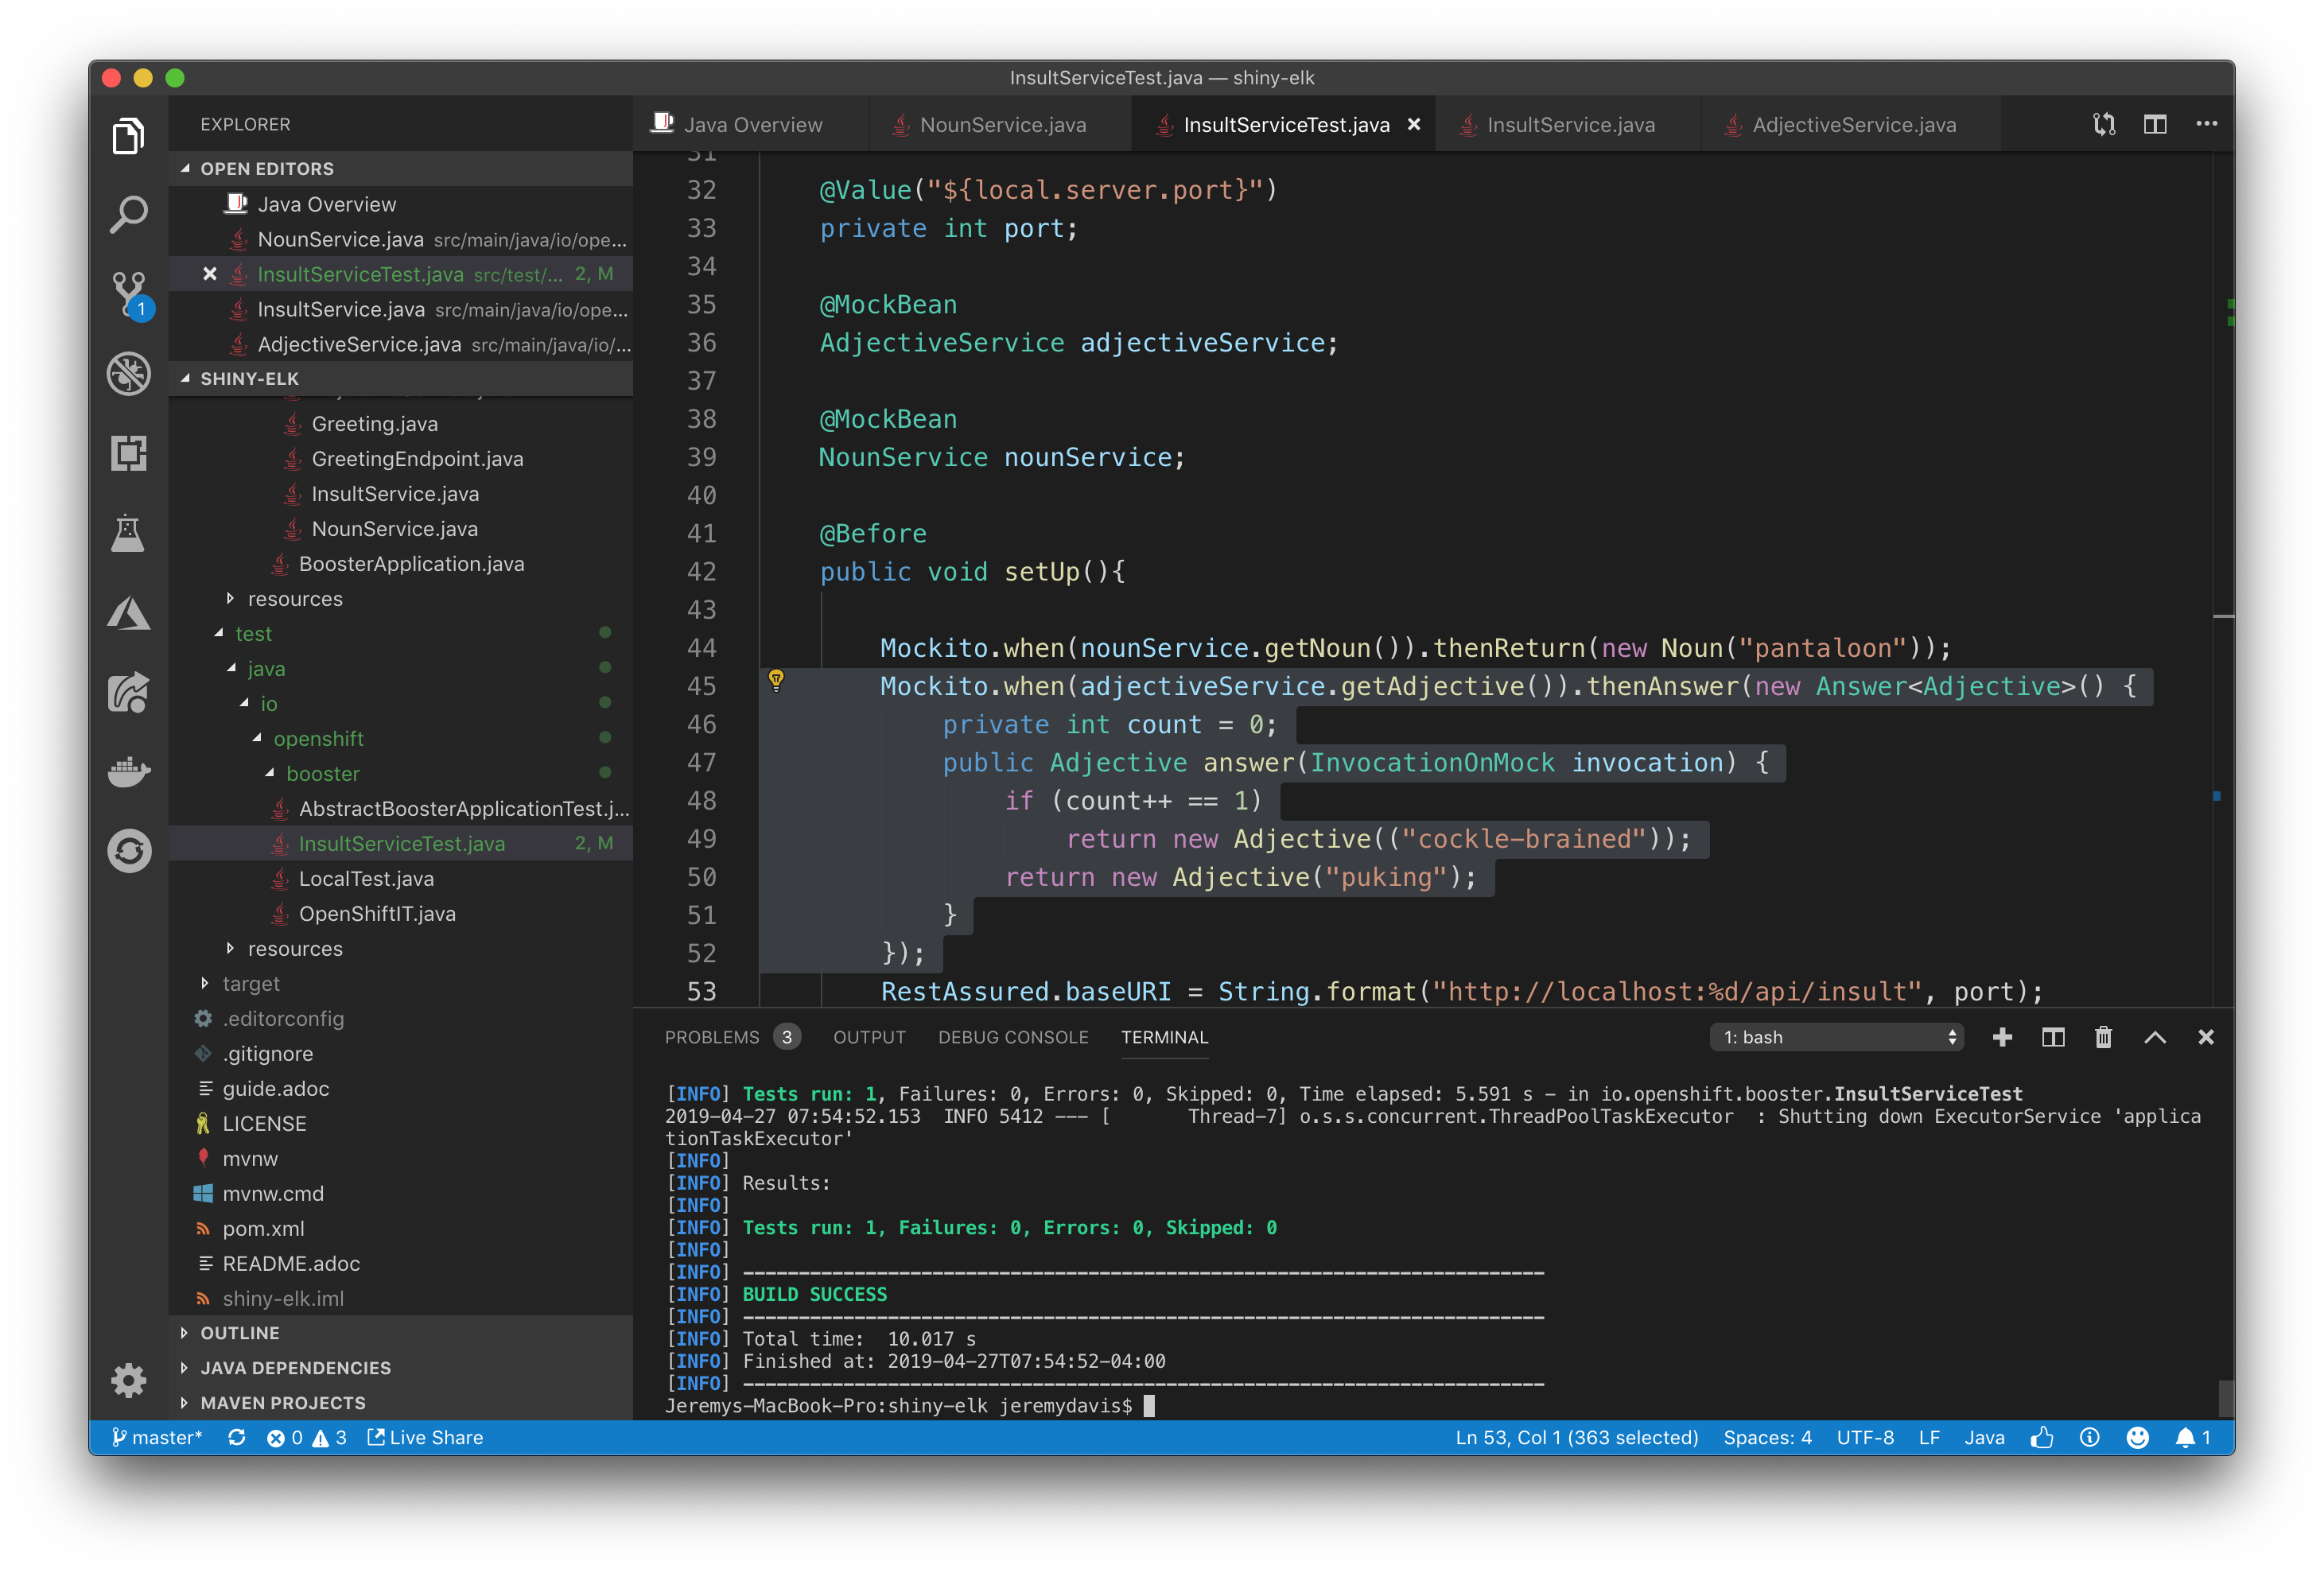 InsultServiceTest.java — shiny-elk
EXPLORER
OPEN EDITORS
Java Overview
NounService.java src/main/java/io/ope...
InsultServiceTest.java src/test/... 2, M
InsultService.java src/main/java/io/ope...
AdjectiveService.java src/main/java/io/...
SHINY-ELK
Greeting.java
GreetingEndpoint.java
InsultService.java
NounService.java
BoosterApplication.java
resources
test
java
io
openshift
booster
AbstractBoosterApplicationTest.j...
InsultServiceTest.java 2, M
LocalTest.java
OpenShiftIT.java
resources
target
.editorconfig
.gitignore
guide.adoc
LICENSE
mvnw
mvnw.cmd
pom.xml
README.adoc
shiny-elk.iml
OUTLINE
JAVA DEPENDENCIES
MAVEN PROJECTS
1
Java Overview NounService.java InsultServiceTest.java InsultService.java AdjectiveService.java
31
32 @Value("${local.server.port}")
33 private int port;
34
35 @MockBean
36 AdjectiveService adjectiveService;
37
38 @MockBean
39 NounService nounService;
40
41 @Before
42 public void setUp(){
43
44 Mockito.when(nounService.getNoun()).thenReturn(new Noun("pantaloon"));
45 Mockito.when(adjectiveService.getAdjective()).thenAnswer(new Answer<Adjective>() {
46 private int count = 0;
47 public Adjective answer(InvocationOnMock invocation) {
48 if (count++ == 1)
49 return new Adjective(("cockle-brained"));
50 return new Adjective("puking");
51 }
52 });
53 RestAssured.baseURI = String.format("http://localhost:%d/api/insult", port);
PROBLEMS 3 OUTPUT DEBUG CONSOLE TERMINAL 1: bash
[INFO] Tests run: 1, Failures: 0, Errors: 0, Skipped: 0, Time elapsed: 5.591 s - in io.openshift.booster.InsultServiceTest
2019-04-27 07:54:52.153  INFO 5412 --- [       Thread-7] o.s.s.concurrent.ThreadPoolTaskExecutor  : Shutting down ExecutorService 'applica
tionTaskExecutor'
[INFO]
[INFO] Results:
[INFO]
[INFO] Tests run: 1, Failures: 0, Errors: 0, Skipped: 0
[INFO]
[INFO] ------------------------------------------------------------------------
[INFO] BUILD SUCCESS
[INFO] ------------------------------------------------------------------------
[INFO] Total time:  10.017 s
[INFO] Finished at: 2019-04-27T07:54:52-04:00
[INFO] ------------------------------------------------------------------------
Jeremys-MacBook-Pro:shiny-elk jeremydavis$
master* 0 3 Live Share Ln 53, Col 1 (363 selected) Spaces: 4 UTF-8 LF Java 1